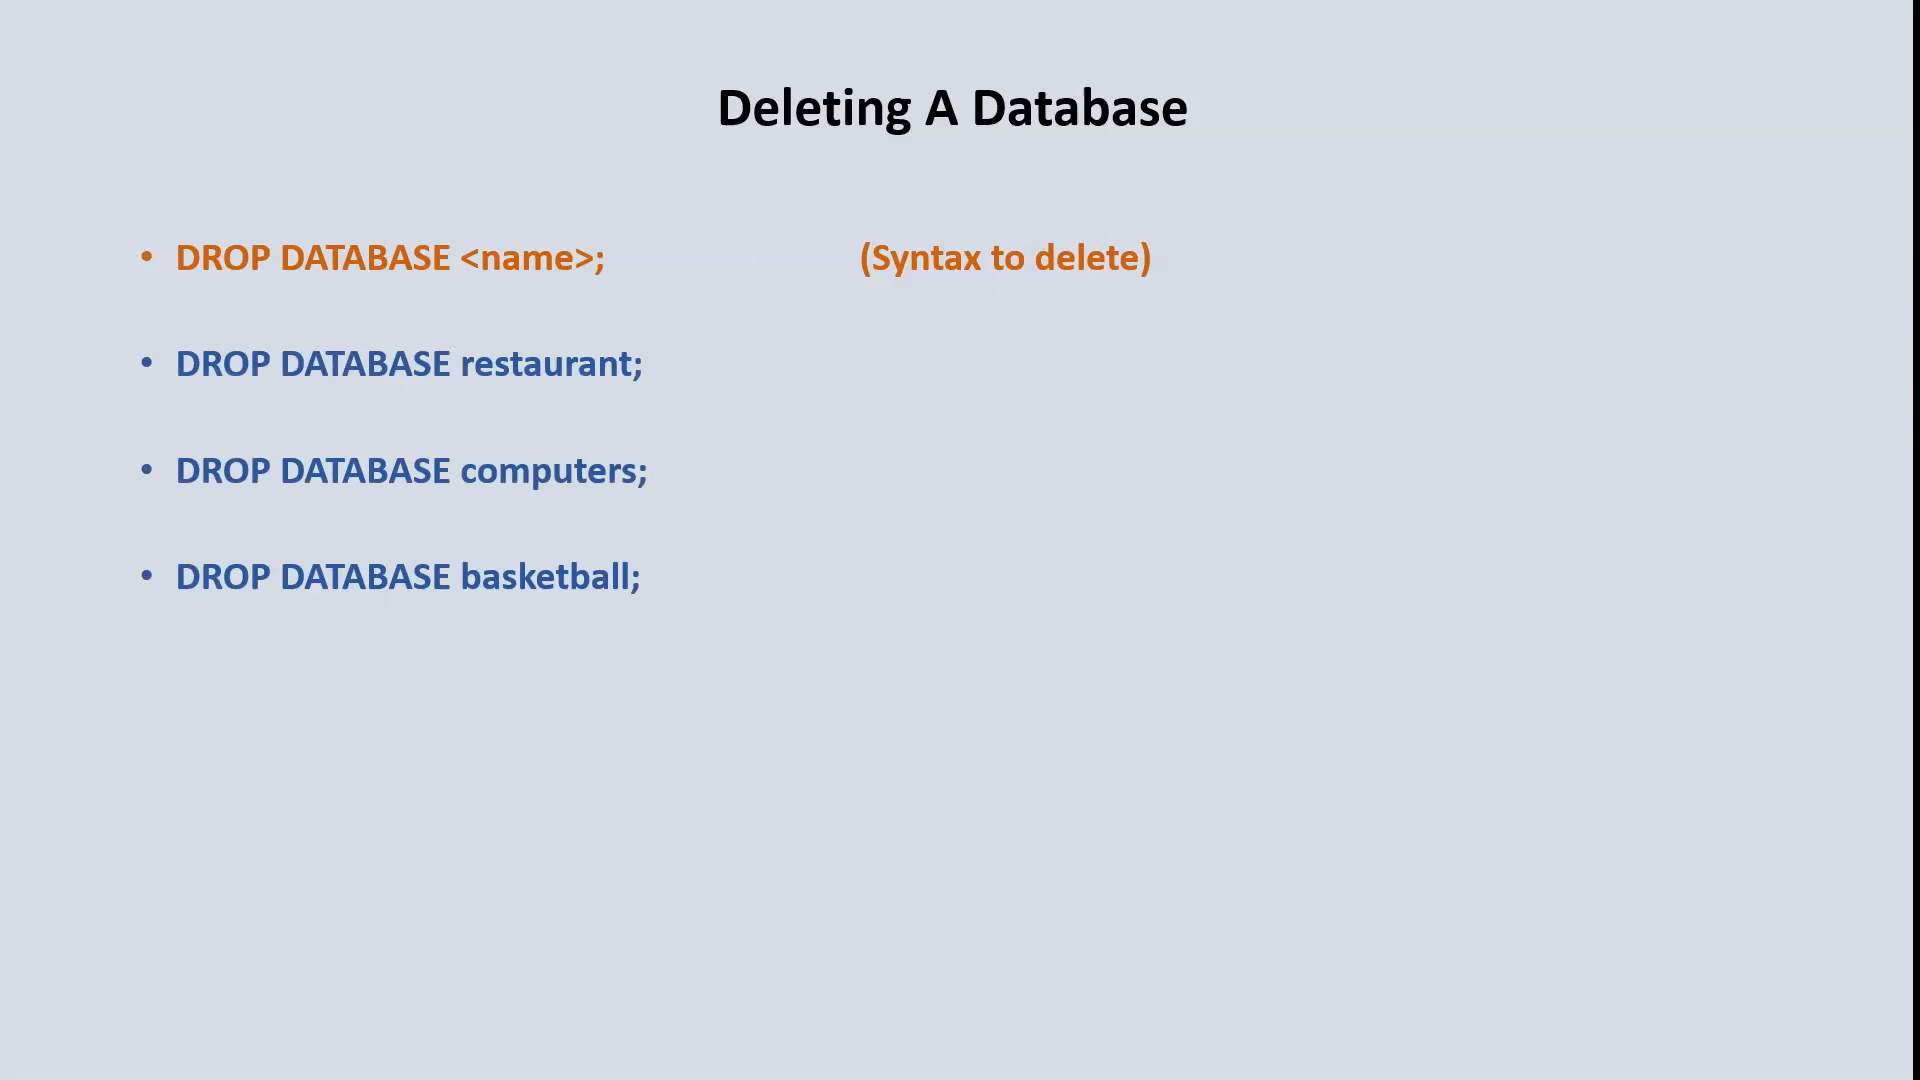 Deleting A Database
• DROP DATABASE <name>; (Syntax to delete)
• DROP DATABASE restaurant;
• DROP DATABASE computers;
• DROP DATABASE basketball;